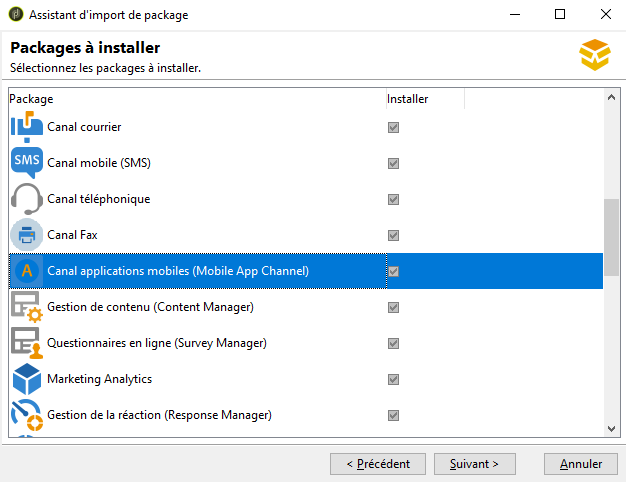 Assistant d'import de package
Packages à installer
Sélectionnez les packages à installer.
Package Installer
Canal courrier
SMS Canal mobile (SMS)
Canal téléphonique
Canal Fax
A Canal applications mobiles (Mobile App Channel)
Gestion de contenu (Content Manager)
Questionnaires en ligne (Survey Manager)
Marketing Analytics
Gestion de la réaction (Response Manager)
< Précédent Suivant > Annuler